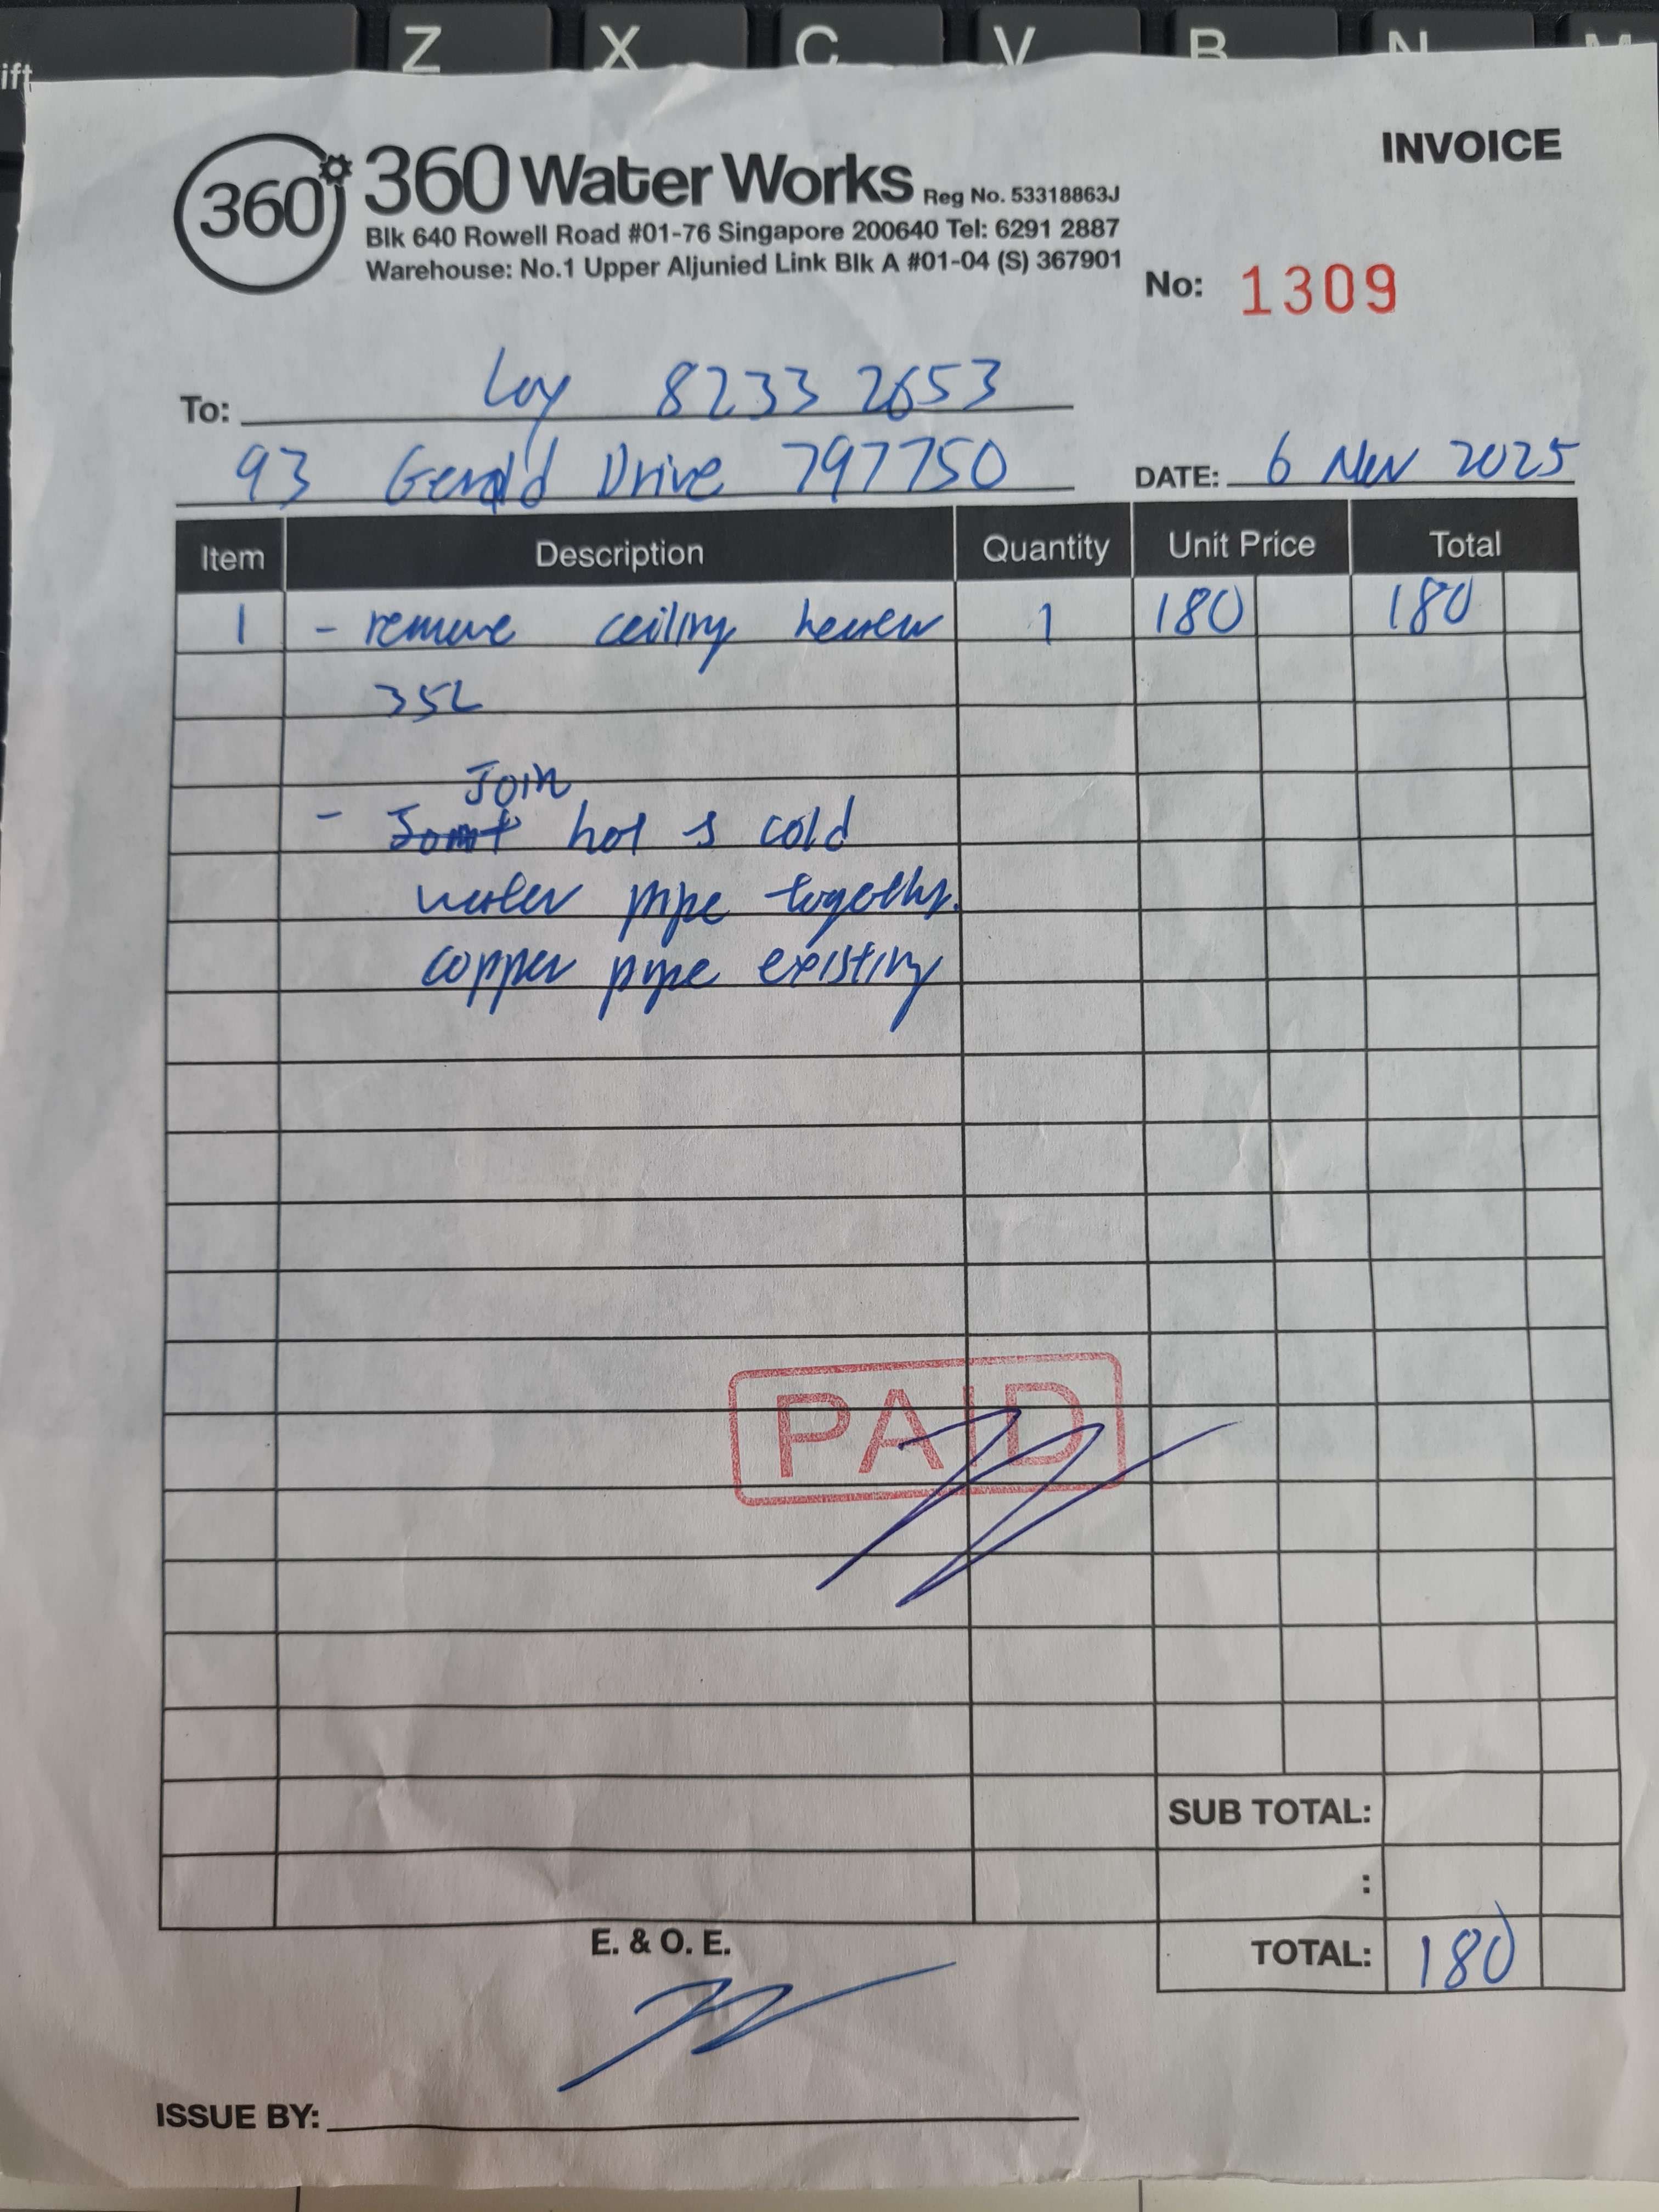 ift Z X C V B N M
INVOICE
360°
360 Water Works Reg No. 53318863J
Blk 640 Rowell Road #01-76 Singapore 200640 Tel: 6291 2887
Warehouse: No.1 Upper Aljunied Link Blk A #01-04 (S) 367901
No: 1309
To: Loy 8233 2653
93 Gerald Drive 797750
DATE: 6 Nov 2025
Item Description Quantity Unit Price Total
1 - remove ceiling heater 1 180 180
35L
Join
- hot & cold
water pipe together.
copper pipe existing
PAID
SUB TOTAL:
:
TOTAL: 180
E. & O. E.
ISSUE BY: